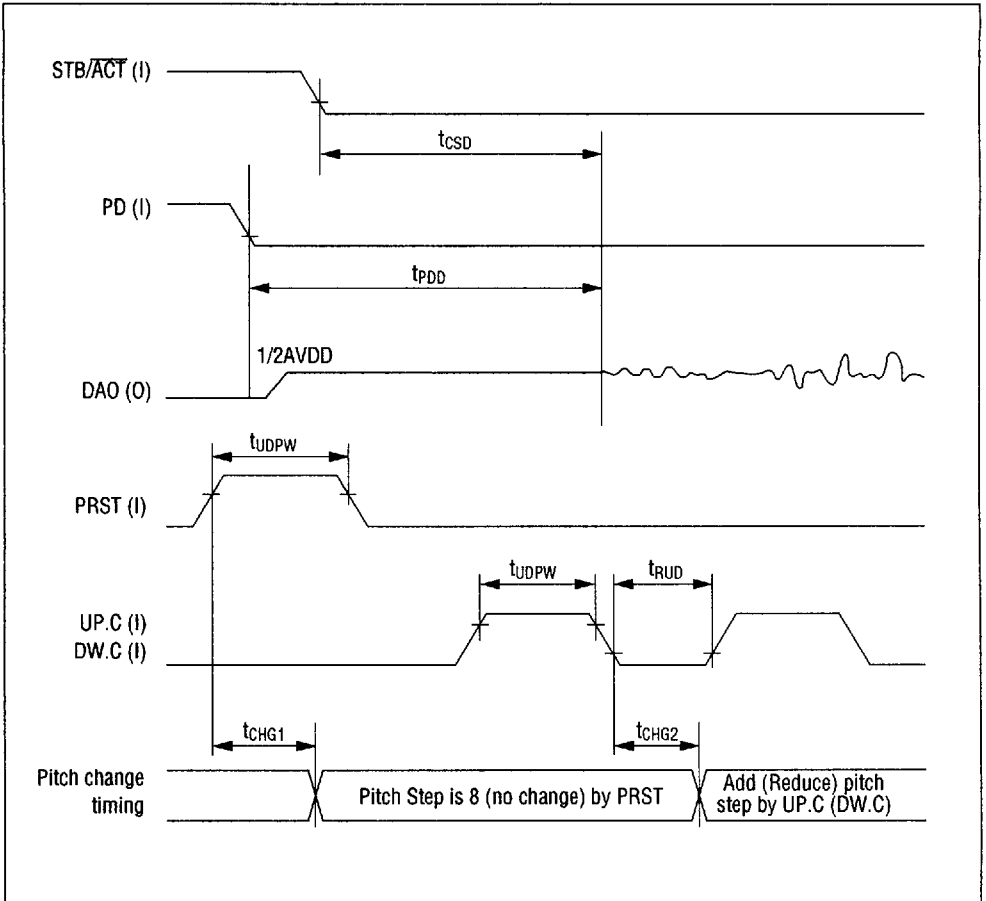 STB/ACT (I)
tCSD
PD (I)
tPDD
1/2AVDD
DAO (O)
tUDPW
PRST (I)
tUDPW
tRUD
UP.C (I)
DW.C (I)
tCHG1
tCHG2
Pitch change
timing
Pitch Step is 8 (no change) by PRST
Add (Reduce) pitch
step by UP.C (DW.C)